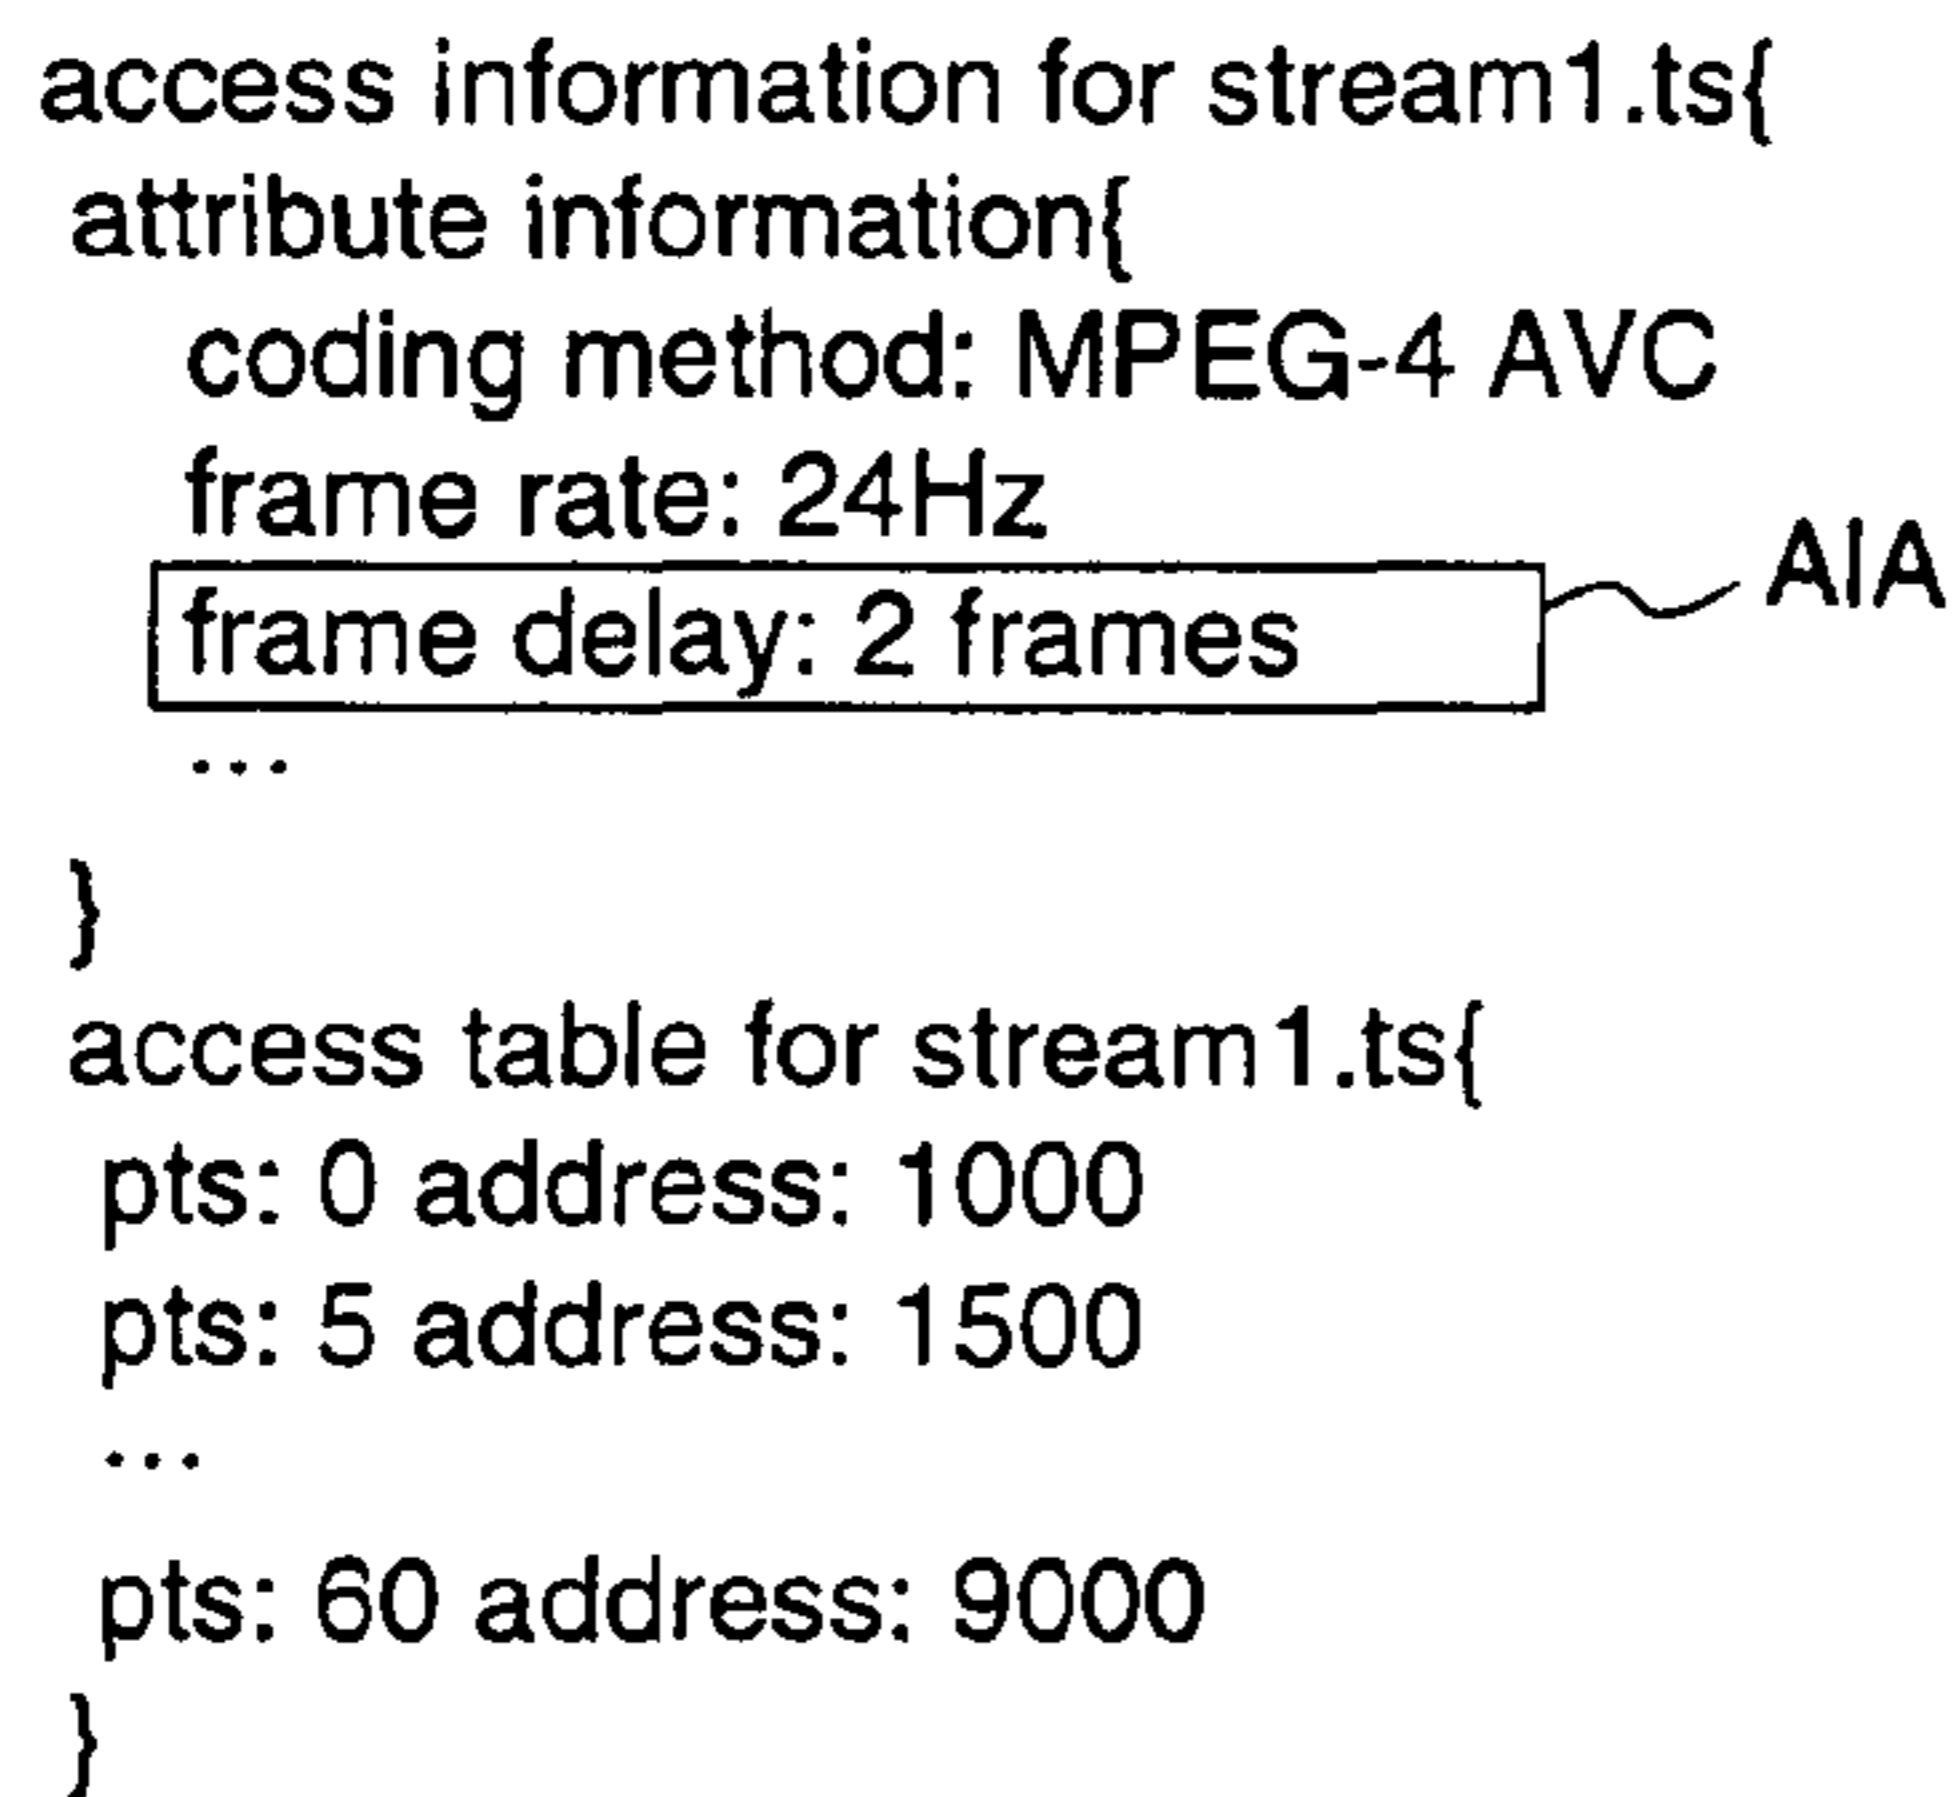 access information for stream1.ts{
attribute information{
coding method: MPEG-4 AVC
frame rate: 24Hz
frame delay: 2 frames
AIA
...
}
access table for stream1.ts{
pts: 0 address: 1000
pts: 5 address: 1500
...
pts: 60 address: 9000
}